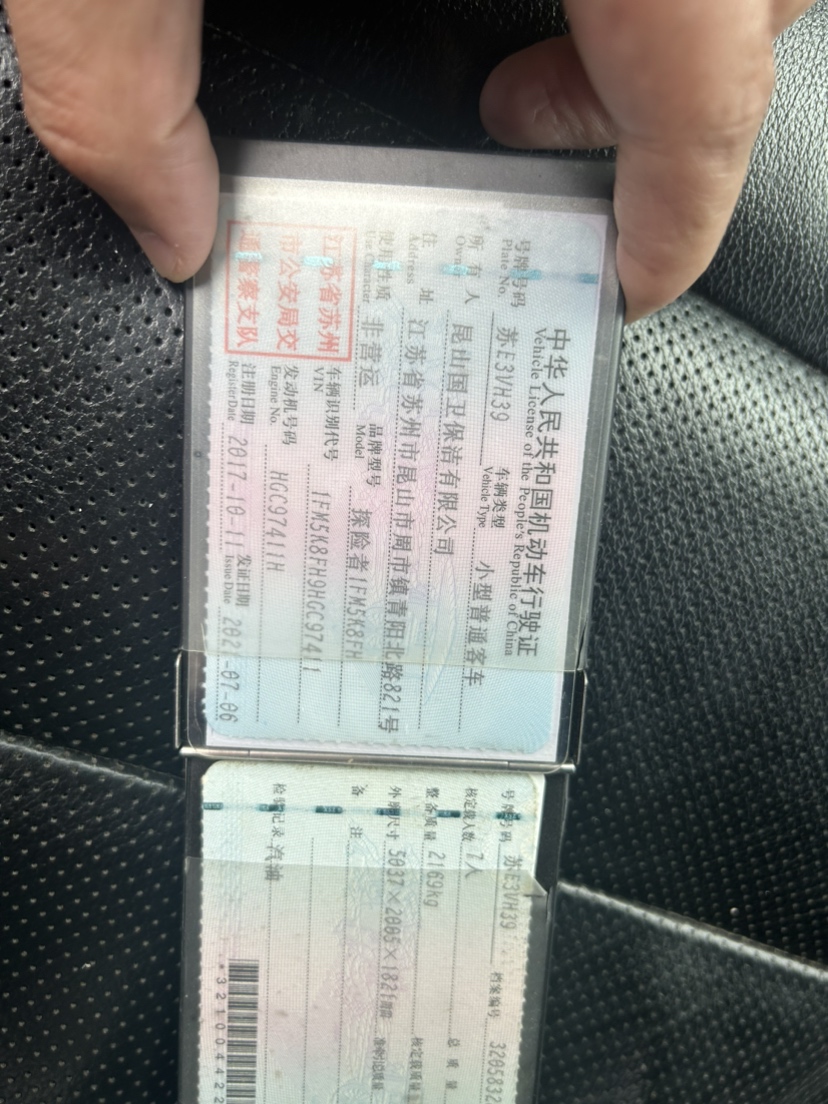 中华人民共和国机动车行驶证
Vehicle License of the People's Republic of China
号牌号码 苏E3VH39 车辆类型 小型普通客车
Plate No. Vehicle Type
所有人 昆山国卫保洁有限公司
Owner
住址 江苏省苏州市昆山市周市镇青阳北路821号
Address
使用性质 非营运 品牌型号 探险者1FM5K8FH
Use Character Model
江苏省苏州
市公安局交
通警察支队
车辆识别代号 1FM5K8FH9HGC97411
VIN
发动机号码 HGC97411H
Engine No.
注册日期 2017-10-11 发证日期 2021-07-06
Register Date Issue Date
号牌号码 苏E3VH39 档案编号 3205832
核定载人数 7人 总质量
整备质量 2169kg 核定载质量
外廓尺寸 5037×2005×1821mm 准牵引总质量
备注
检验记录 汽油
*321004422